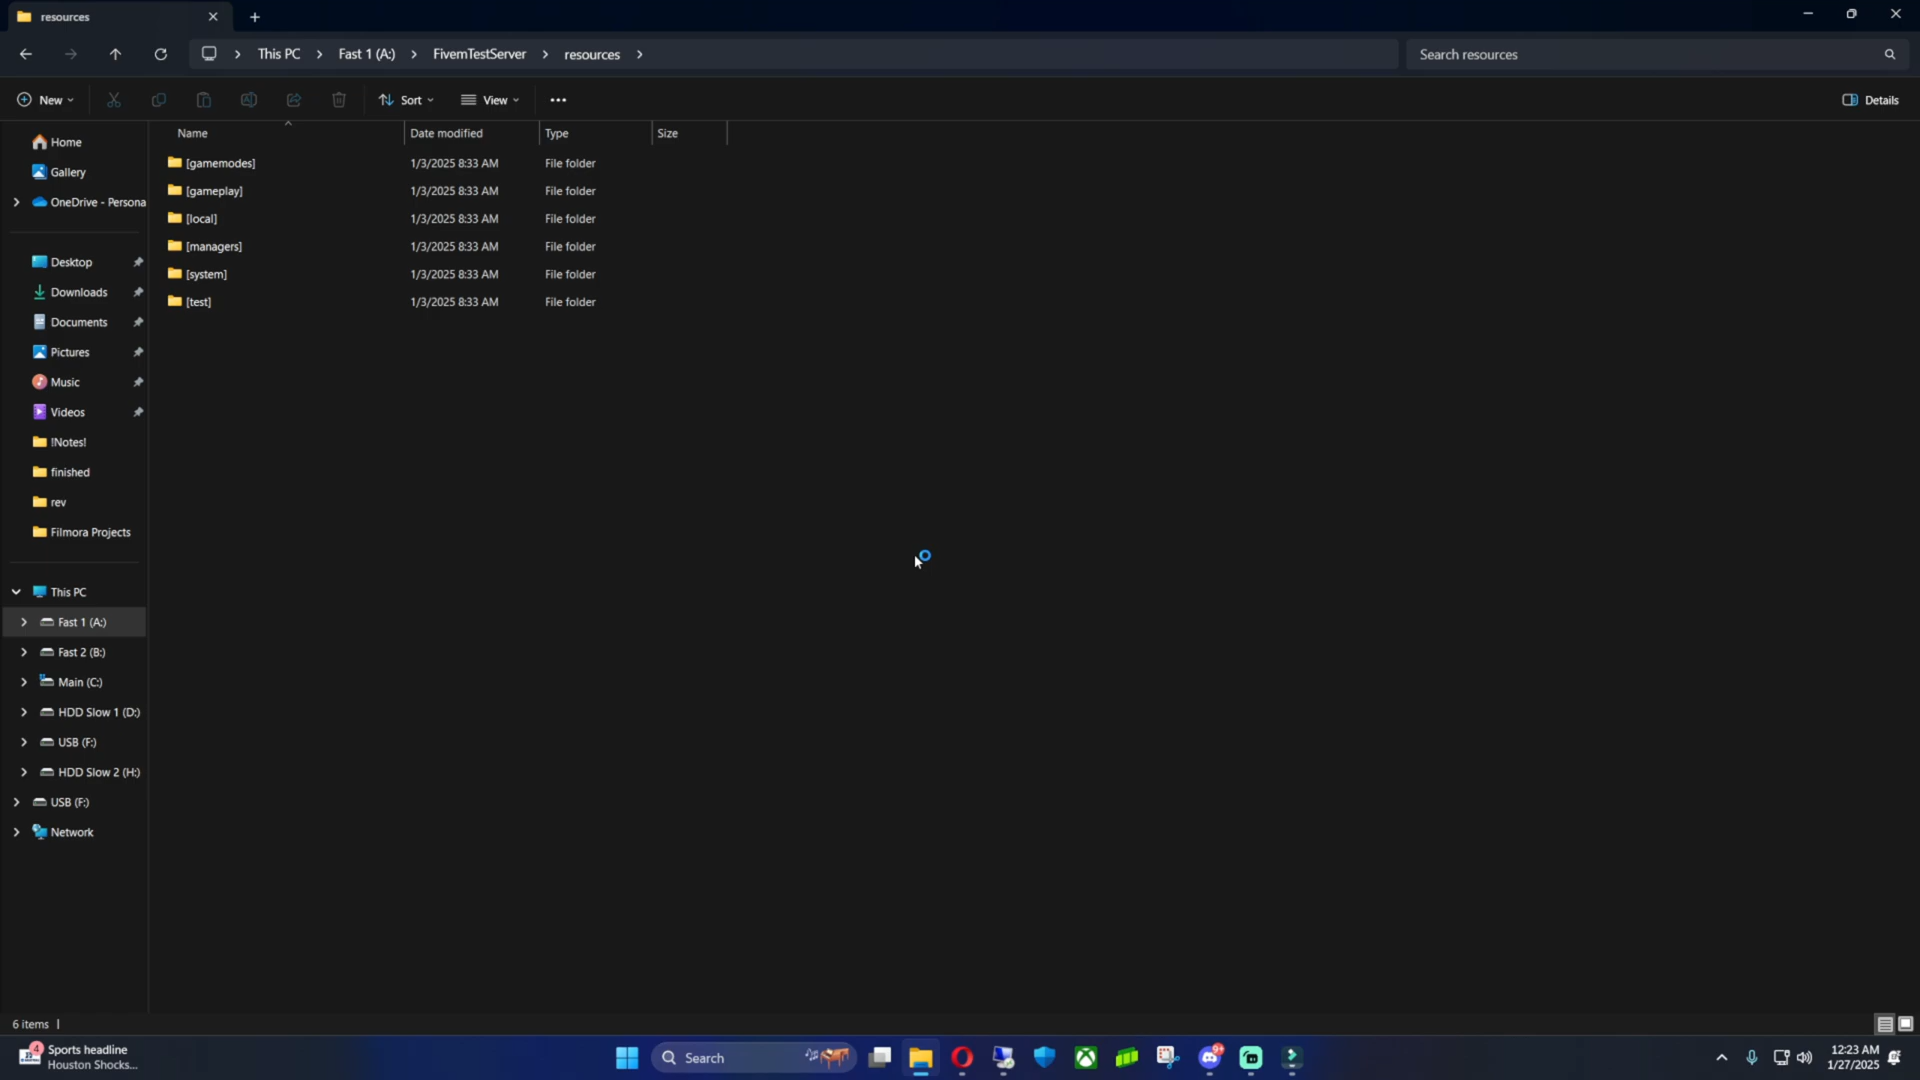 resources
This PC
Fast 1 (A:)
FivemTestServer
resources
Search resources
New
Sort
View
Details
Name
Date modified
Type
Size
[gamemodes]
1/3/2025 8:33 AM
File folder
[gameplay]
1/3/2025 8:33 AM
File folder
[local]
1/3/2025 8:33 AM
File folder
[managers]
1/3/2025 8:33 AM
File folder
[system]
1/3/2025 8:33 AM
File folder
[test]
1/3/2025 8:33 AM
File folder
Home
Gallery
OneDrive - Persona
Desktop
Downloads
Documents
Pictures
Music
Videos
!Notes!
finished
rev
Filmora Projects
This PC
Fast 1 (A:)
Fast 2 (B:)
Main (C:)
HDD Slow 1 (D:)
USB (F:)
HDD Slow 2 (H:)
USB (F:)
Network
6 items
4
Sports headline
Houston Shocks...
Search
9+
12:23 AM
1/27/2025